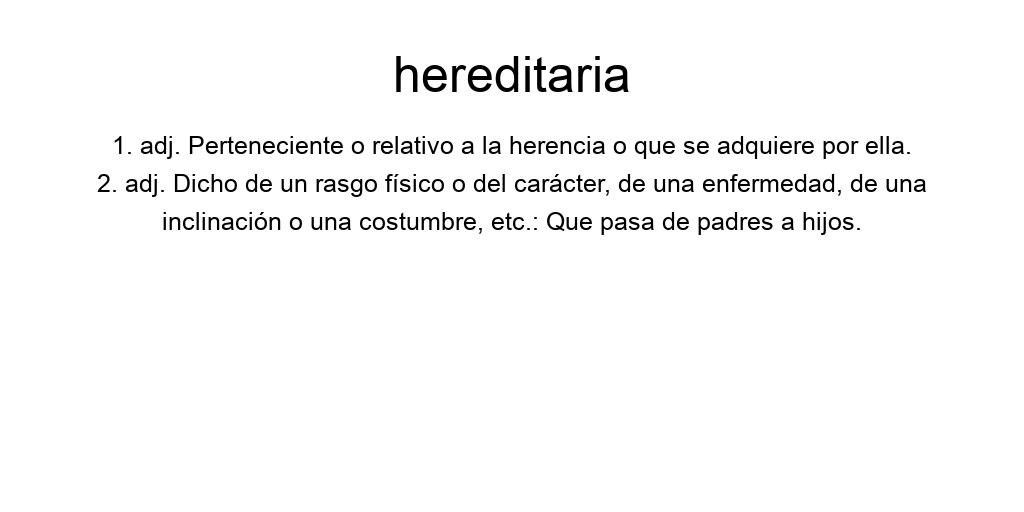 hereditaria
1. adj. Perteneciente o relativo a la herencia o que se adquiere por ella.
2. adj. Dicho de un rasgo físico o del carácter, de una enfermedad, de una
inclinación o una costumbre, etc.: Que pasa de padres a hijos.